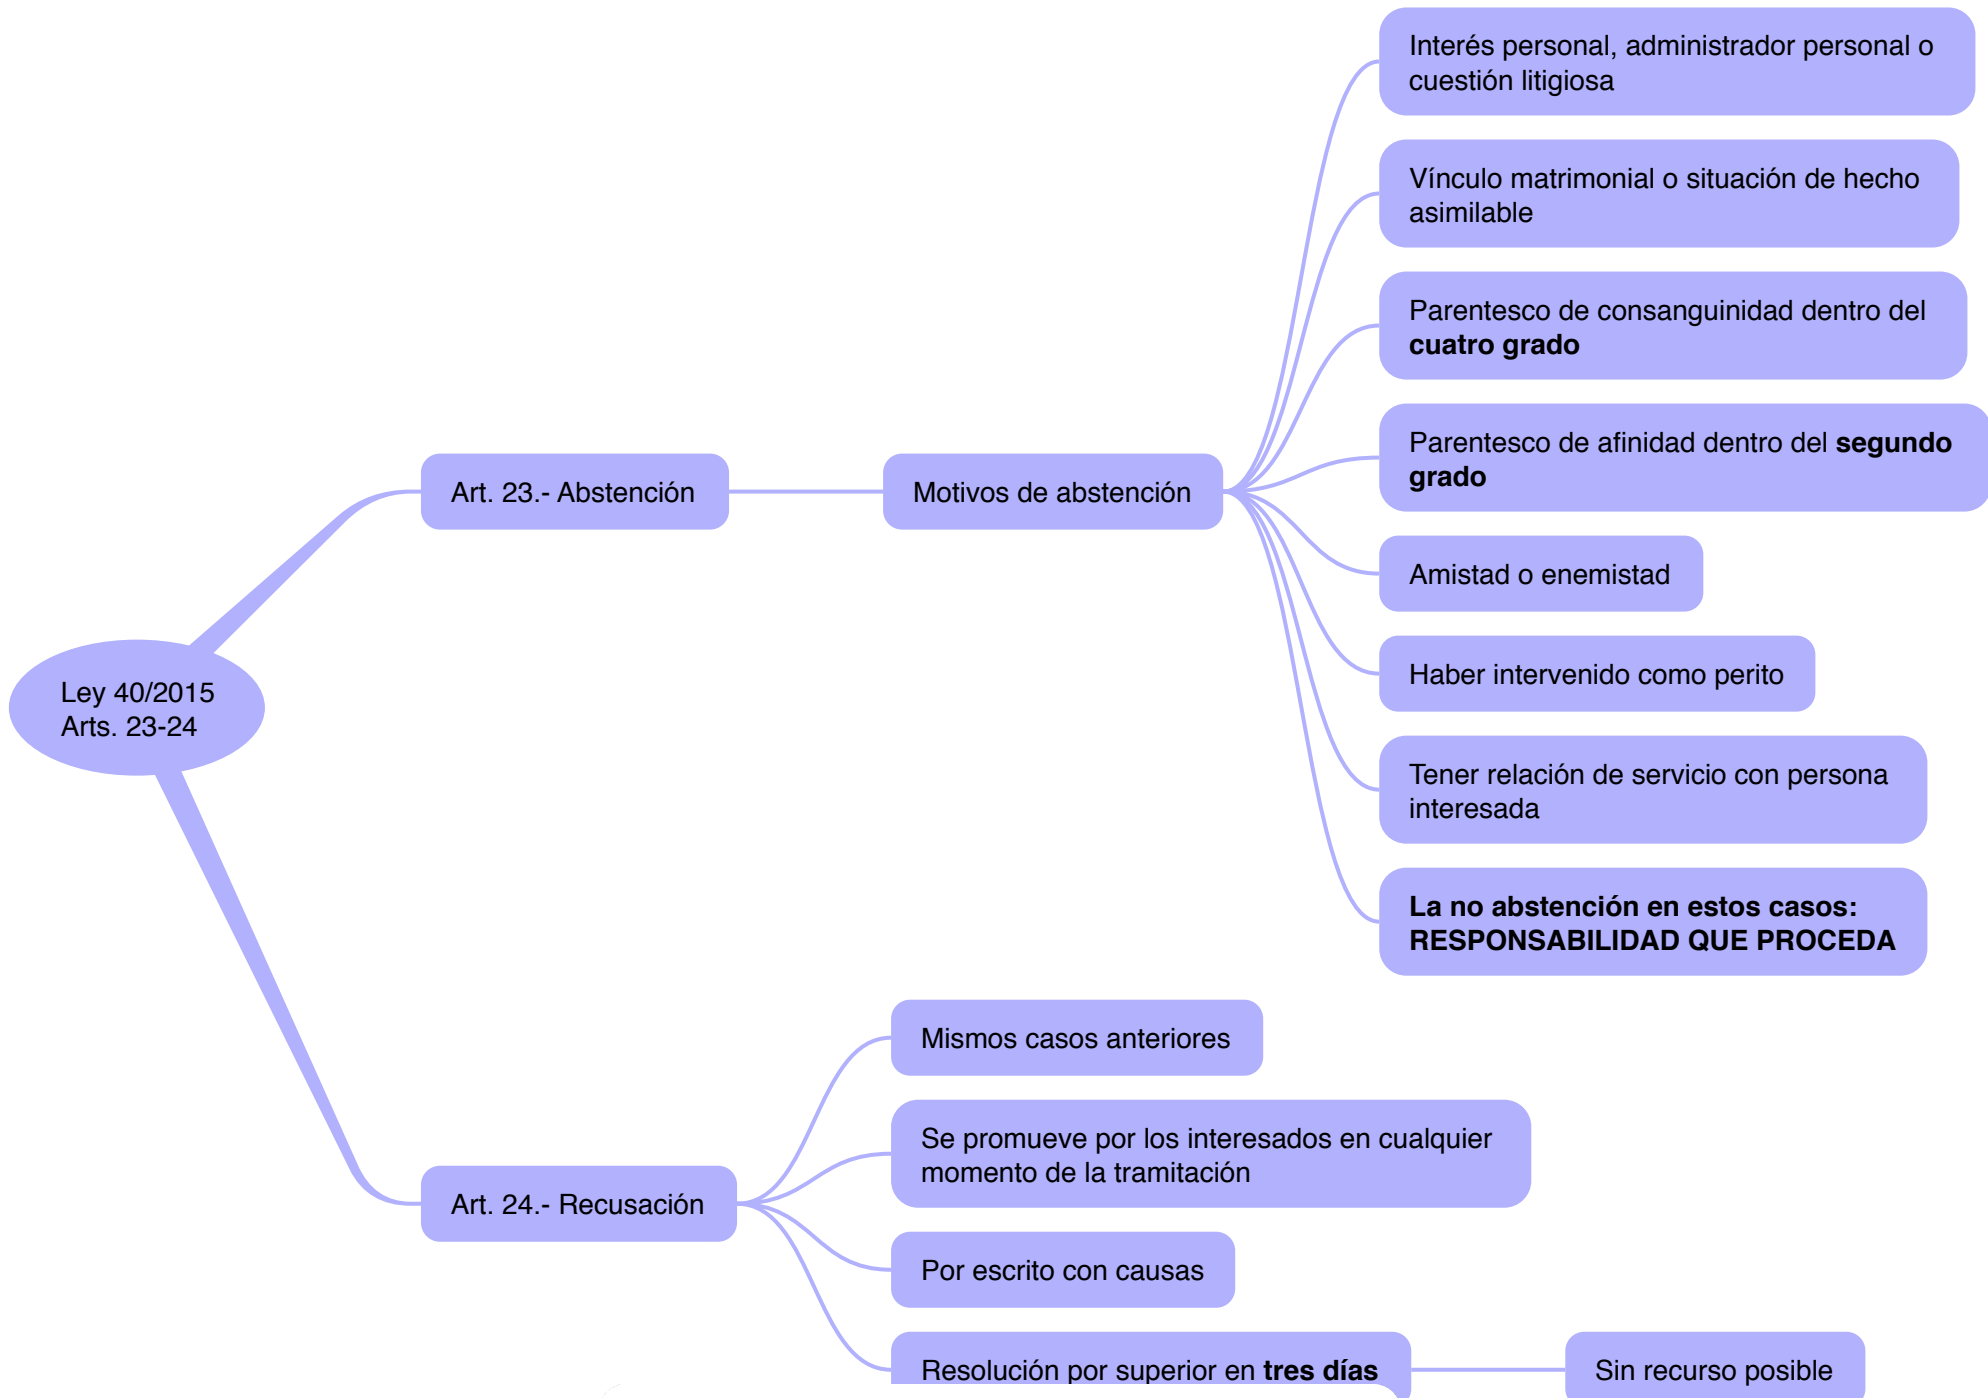 Ley 40/2015
Arts. 23-24
Art. 23.- Abstención
Motivos de abstención
Interés personal, administrador personal o
cuestión litigiosa
Vínculo matrimonial o situación de hecho
asimilable
Parentesco de consanguinidad dentro del
cuatro grado
Parentesco de afinidad dentro del segundo
grado
Amistad o enemistad
Haber intervenido como perito
Tener relación de servicio con persona
interesada
La no abstención en estos casos:
RESPONSABILIDAD QUE PROCEDA
Art. 24.- Recusación
Mismos casos anteriores
Se promueve por los interesados en cualquier
momento de la tramitación
Por escrito con causas
Resolución por superior en tres días
Sin recurso posible